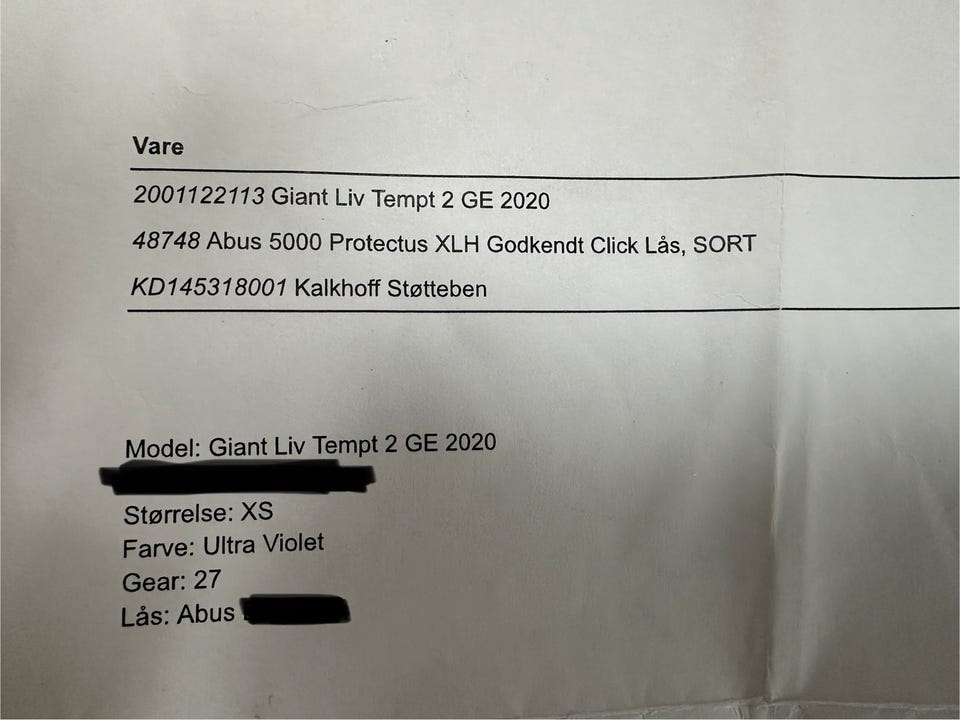 Vare
2001122113 Giant Liv Tempt 2 GE 2020
48748 Abus 5000 Protectus XLH Godkendt Click Lås, SORT
KD145318001 Kalkhoff Støtteben
Model: Giant Liv Tempt 2 GE 2020
Størrelse: XS
Farve: Ultra Violet
Gear: 27
Lås: Abus